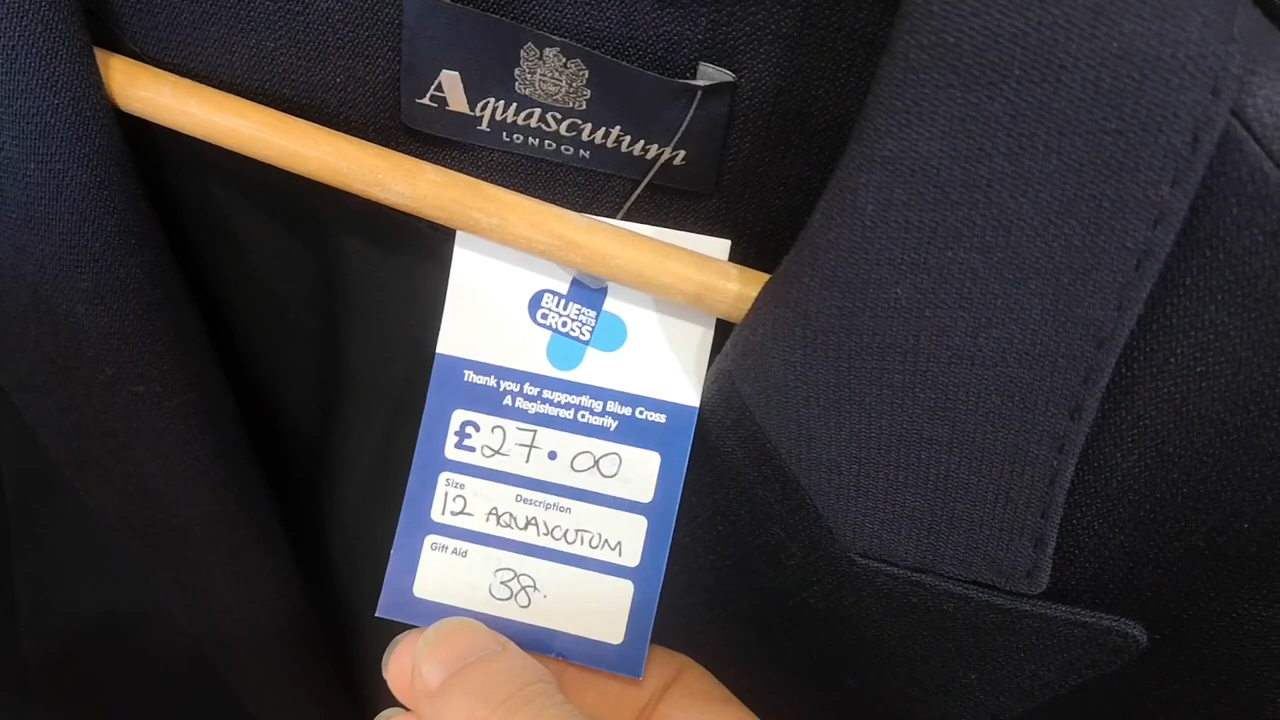 Aquascutum
LONDON
BLUE FOR PETS
CROSS
Thank you for supporting Blue Cross
A Registered Charity
£27.00
Size Description
12 AQUASCUTUM
Gift Aid
38.